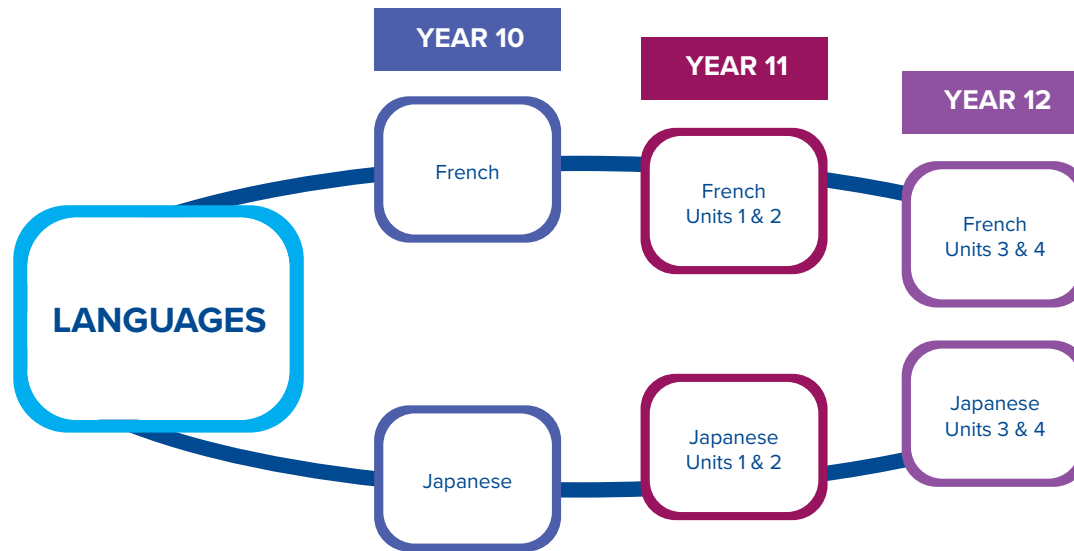 YEAR 10
YEAR 11
YEAR 12
French
French
Units 1 & 2
French
Units 3 & 4
LANGUAGES
Japanese
Japanese
Units 1 & 2
Japanese
Units 3 & 4